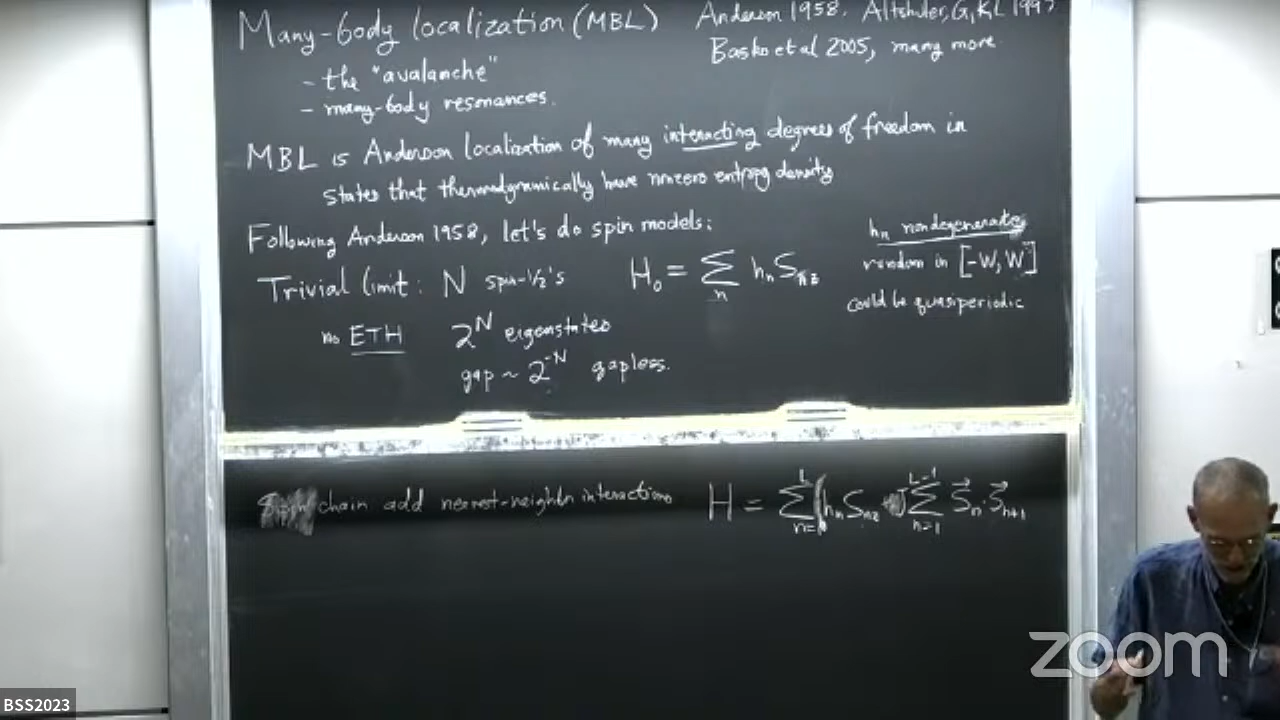 Many-body localization (MBL) Anderson 1958, Altshuler, G, K, L 1997
Basko et al 2005, many more
- the "avalanche"
- many-body resonances.
MBL is Anderson localization of many interacting degrees of freedom in
states that thermodynamically have nonzero entropy density
Following Anderson 1958, let's do spin models:
Trivial limit: N spin-1/2's H₀ = ∑ₙ hₙ Sₙz
hₙ nondegenerate
random in [-W, W]
could be quasiperiodic
no ETH 2^N eigenstates
gap ~ 2^-N gapless.
chain add nearest-neighbor interactions H = ∑_{n=1}^{L} hₙ Sₙz + J ∑_{n=1}^{L-1} S⃗ₙ · S⃗ₙ₊₁
zoom
BSS2023